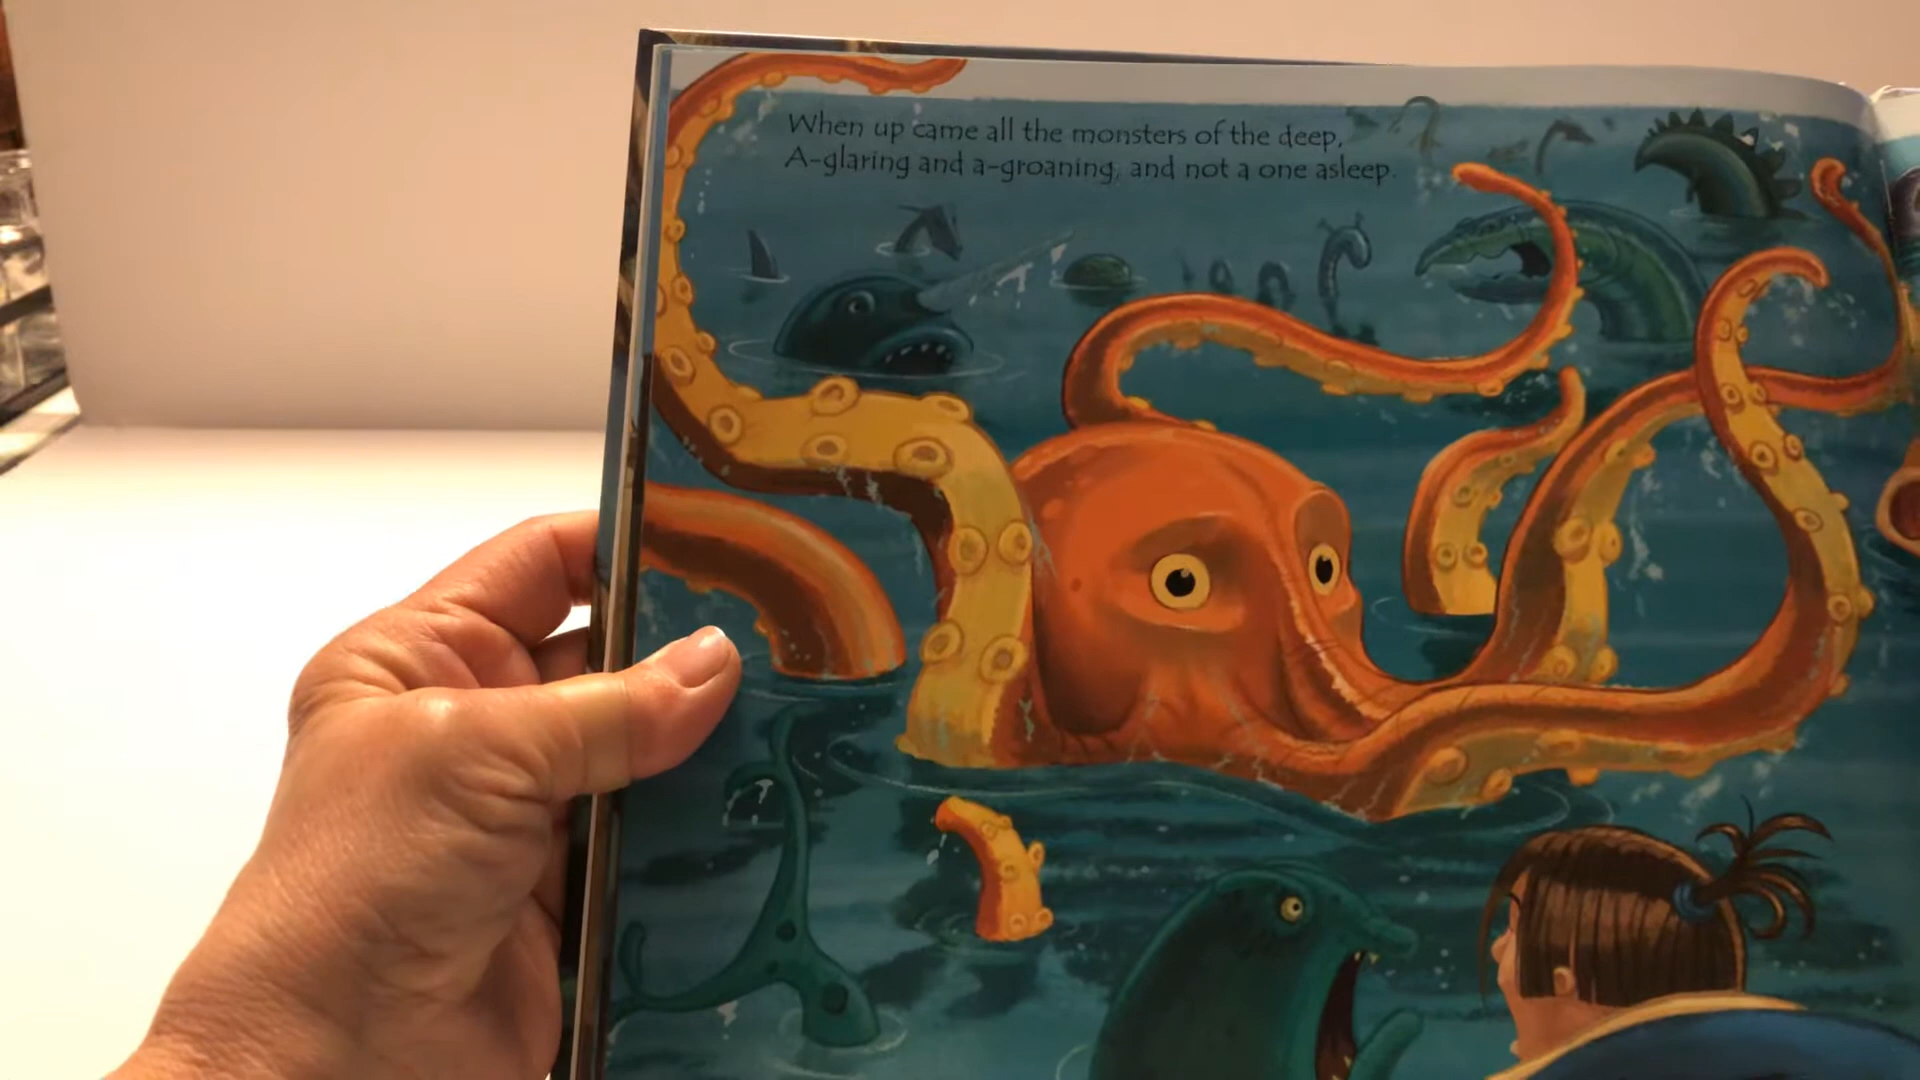 When up came all the monsters of the deep,
A-glaring and a-groaning, and not a one asleep.